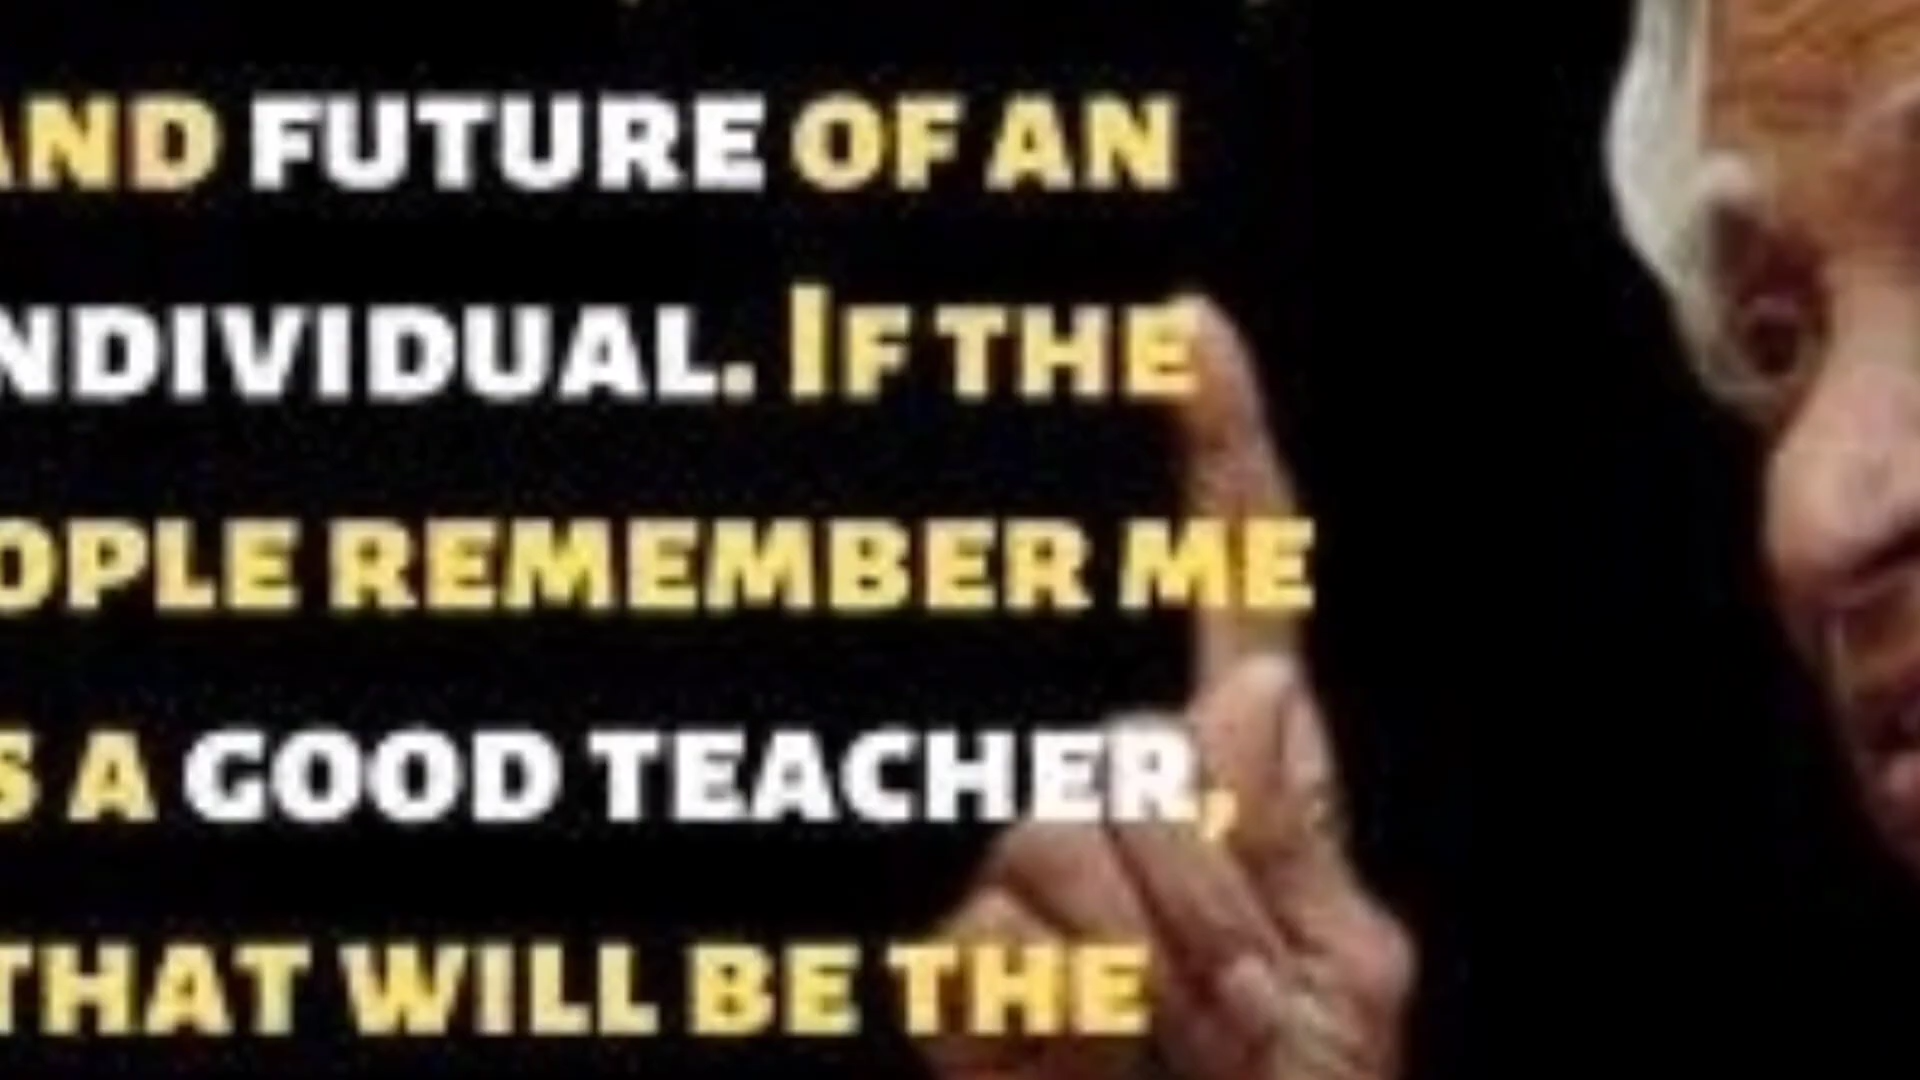 AND FUTURE OF AN
NDIVIDUAL. IF THE
OPLE REMEMBER ME
S A GOOD TEACHER,
THAT WILL BE THE